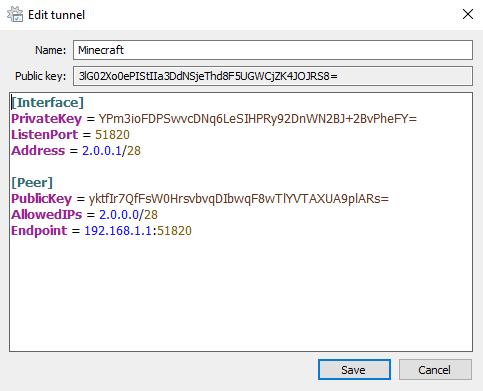 Edit tunnel
Name: Minecraft
Public key: 3lG02Xo0ePIStIIa3DdNSjeThd8F5UGWCjZK4JOJRS8=
[Interface]
PrivateKey = YPm3ioFDPSwvcDNq6LeSIHPRy92DnWN2BJ+2BvPheFY=
ListenPort = 51820
Address = 2.0.0.1/28
[Peer]
PublicKey = yktfIr7QfFsW0HrsvbvqDIbwqF8wTlYVTAXUA9plARs=
AllowedIPs = 2.0.0.0/28
Endpoint = 192.168.1.1:51820
Save Cancel